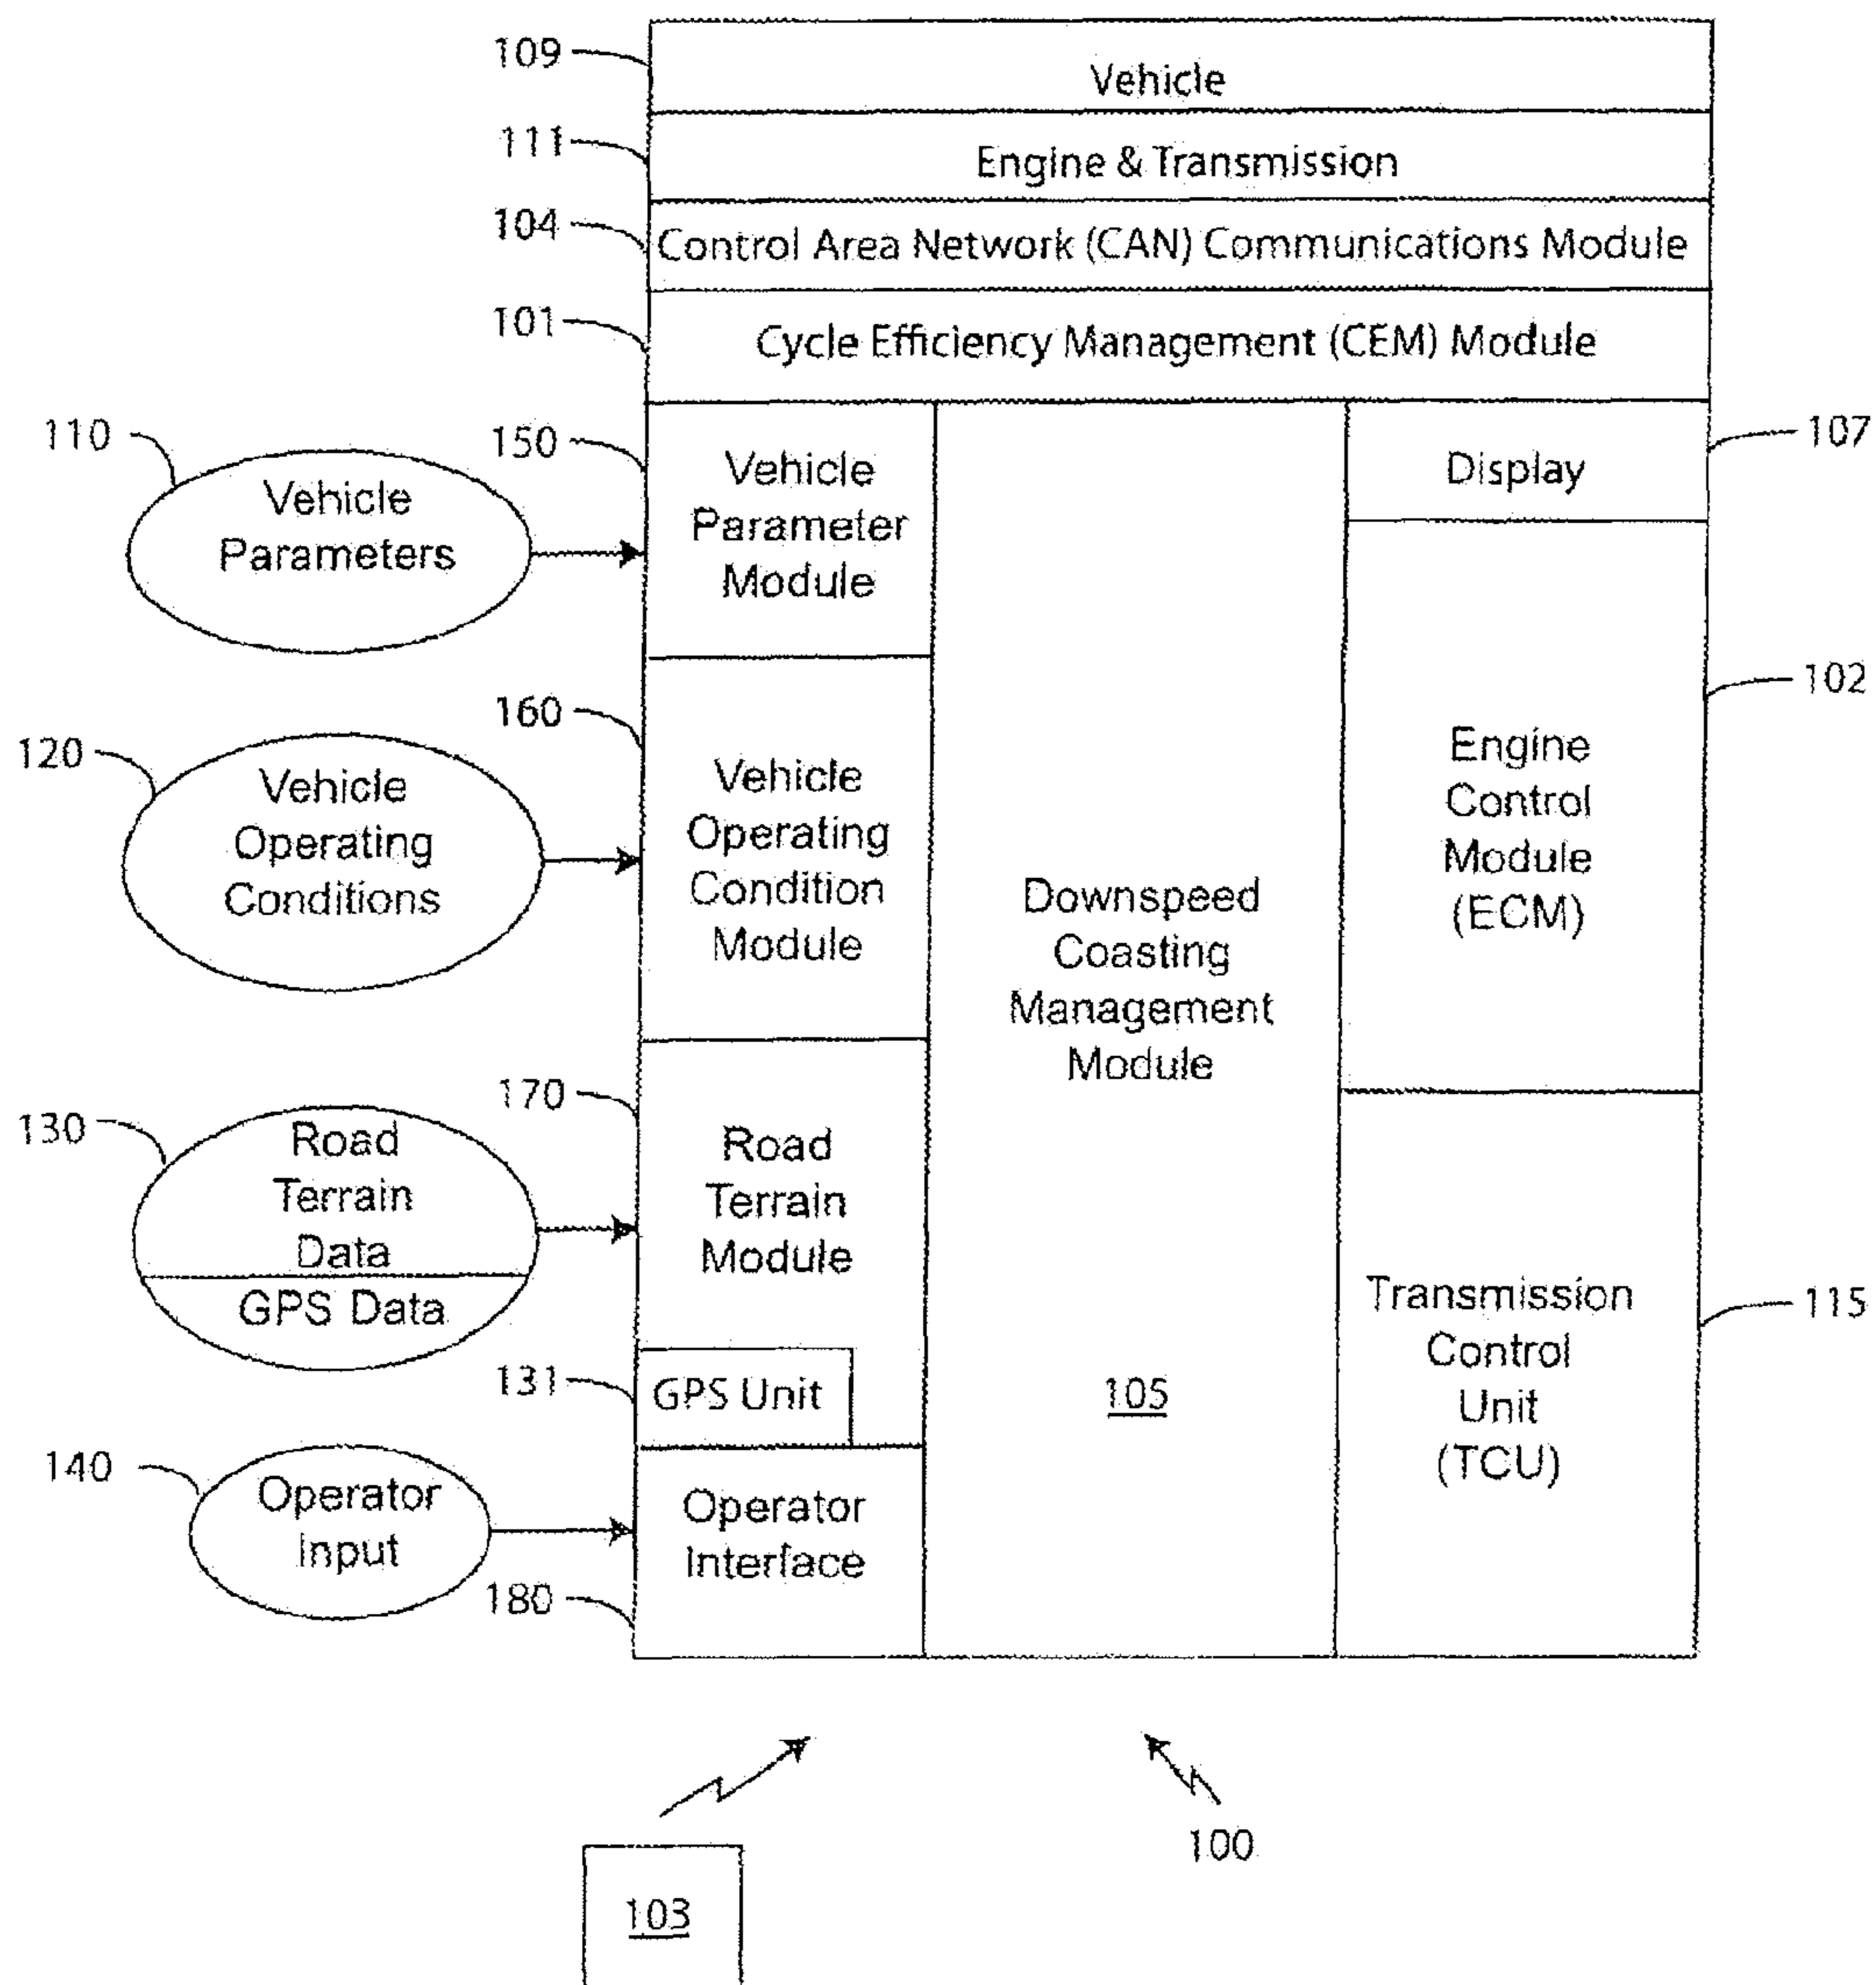 109
Vehicle
111
Engine & Transmission
104
Control Area Network (CAN) Communications Module
101
Cycle Efficiency Management (CEM) Module
110
Vehicle
Parameters
150
Vehicle
Parameter
Module
Display
107
120
Vehicle
Operating
Conditions
160
Vehicle
Operating
Condition
Module
Downspeed
Coasting
Management
Module
105
Engine
Control
Module
(ECM)
102
130
Road
Terrain
Data
GPS Data
170
Road
Terrain
Module
131
GPS Unit
Transmission
Control
Unit
(TCU)
115
140
Operator
Input
Operator
Interface
180
100
103